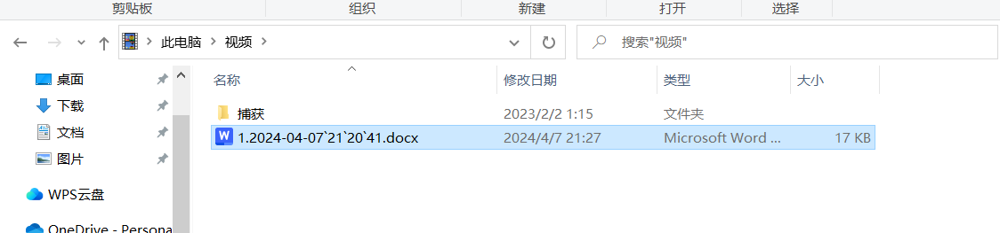 剪贴板 组织 新建 打开 选择
此电脑 视频 搜索"视频"
名称 修改日期 类型 大小
桌面
下载
文档
图片
WPS云盘
OneDrive - Persona
捕获 2023/2/2 1:15 文件夹
1.2024-04-07`21`20`41.docx 2024/4/7 21:27 Microsoft Word ... 17 KB